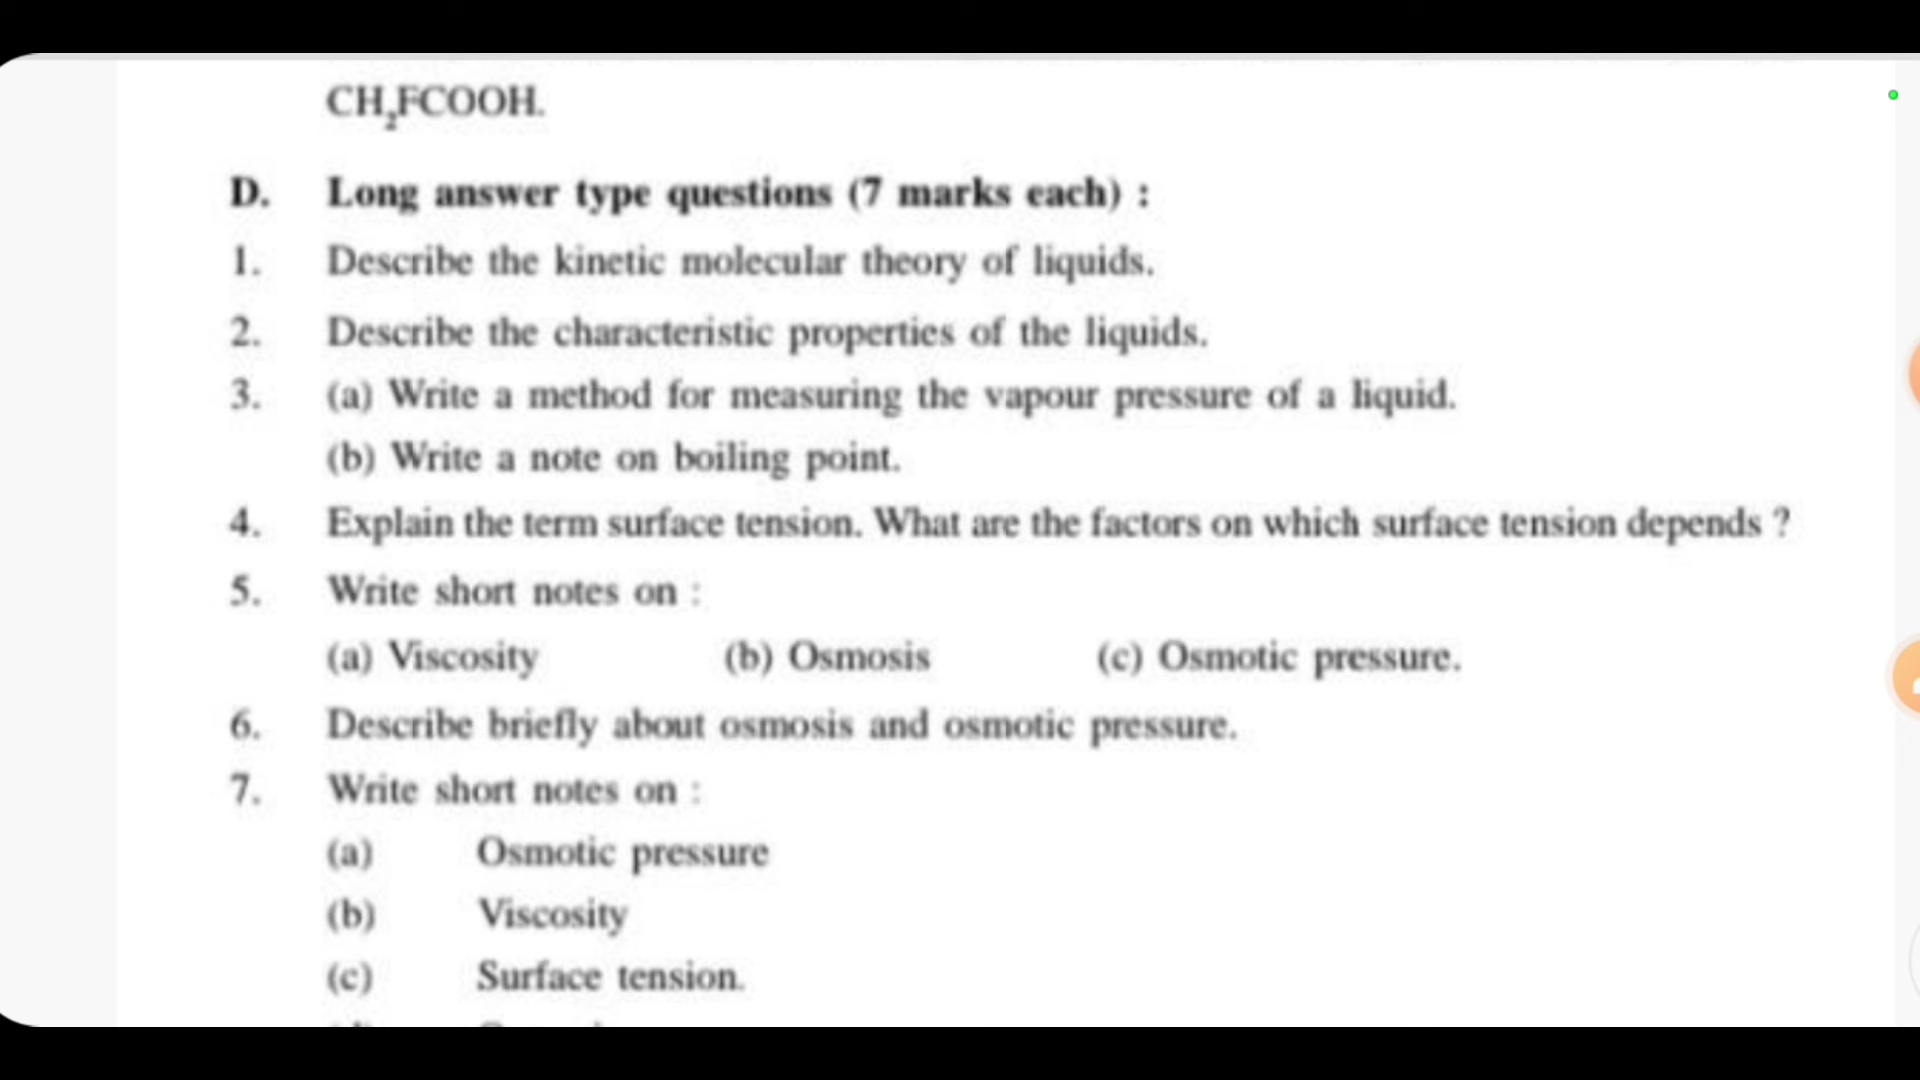 CH₂FCOOH.
D. Long answer type questions (7 marks each) :
1. Describe the kinetic molecular theory of liquids.
2. Describe the characteristic properties of the liquids.
3. (a) Write a method for measuring the vapour pressure of a liquid.
(b) Write a note on boiling point.
4. Explain the term surface tension. What are the factors on which surface tension depends ?
5. Write short notes on :
(a) Viscosity (b) Osmosis (c) Osmotic pressure.
6. Describe briefly about osmosis and osmotic pressure.
7. Write short notes on :
(a) Osmotic pressure
(b) Viscosity
(c) Surface tension.